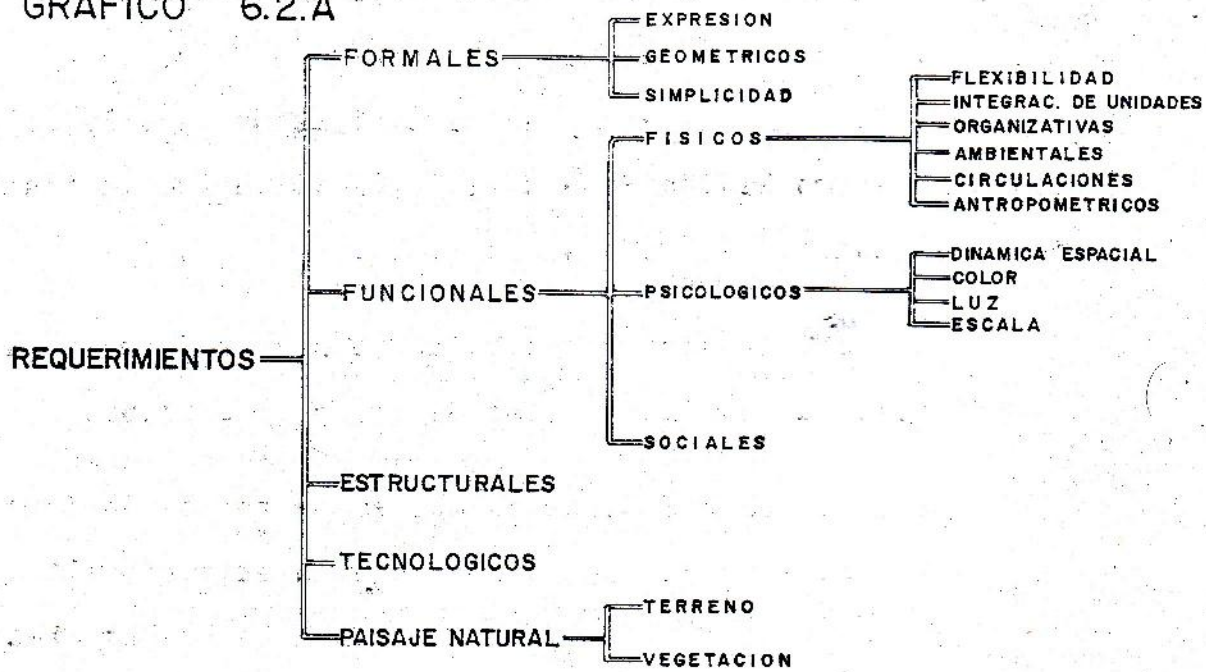 GRAFICO 6.2.A
EXPRESION
FORMALES
GEOMETRICOS
SIMPLICIDAD
FLEXIBILIDAD
INTEGRAC. DE UNIDADES
FISICOS
ORGANIZATIVAS
AMBIENTALES
CIRCULACIONES
ANTROPOMETRICOS
DINAMICA ESPACIAL
FUNCIONALES
PSICOLOGICOS
COLOR
LUZ
ESCALA
REQUERIMIENTOS
SOCIALES
ESTRUCTURALES
TECNOLOGICOS
TERRENO
PAISAJE NATURAL
VEGETACION